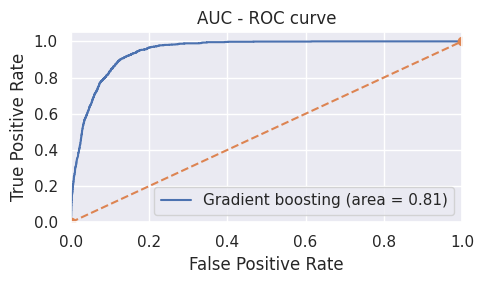 AUC - ROC curve
True Positive Rate
1.0
0.8
0.6
0.4
0.2
0.0
Gradient boosting (area = 0.81)
0.0 0.2 0.4 0.6 0.8 1.0
False Positive Rate